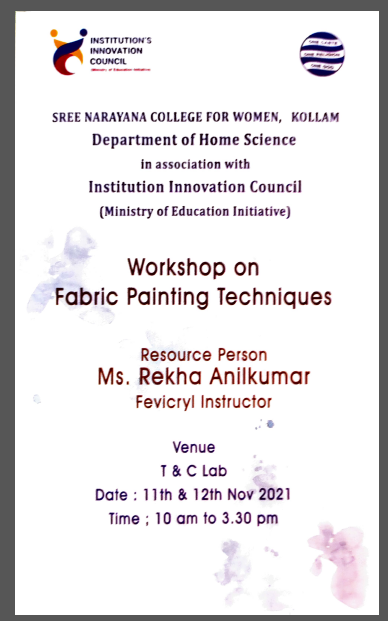 INSTITUTION'S
INNOVATION
COUNCIL
(Ministry of Education Initiative)
ONE CASTE
ONE RELIGION
ONE GOD
SREE NARAYANA COLLEGE FOR WOMEN, KOLLAM
Department of Home Science
in association with
Institution Innovation Council
(Ministry of Education Initiative)
Workshop on
Fabric Painting Techniques
Resource Person
Ms. Rekha Anilkumar
Fevicryl Instructor
Venue
T & C Lab
Date : 11th & 12th Nov 2021
Time ; 10 am to 3.30 pm